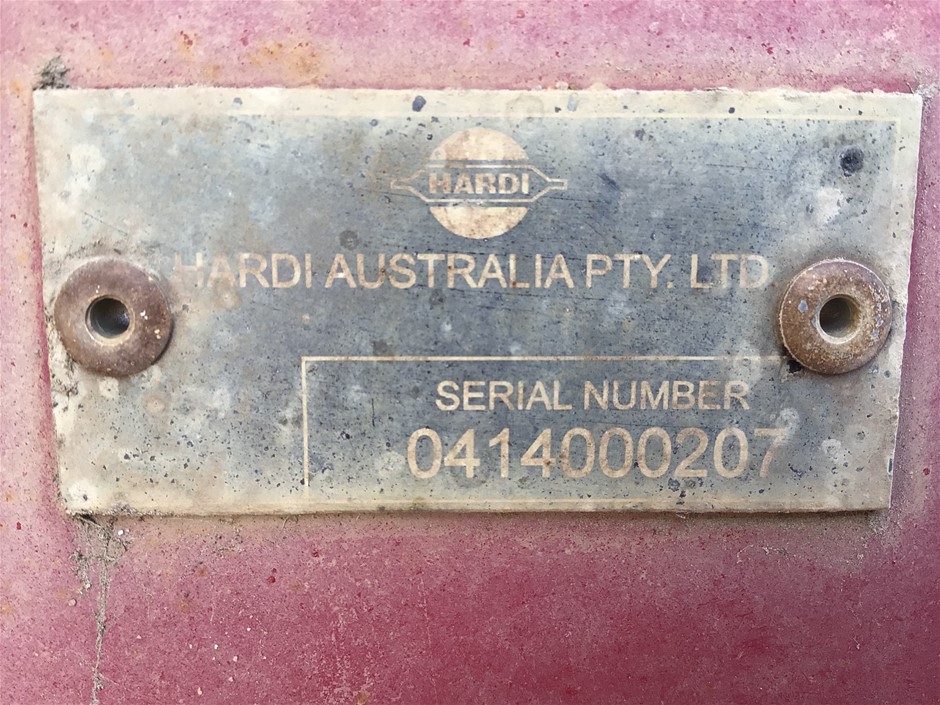 HARDI
HARDI AUSTRALIA PTY. LTD
SERIAL NUMBER
0414000207